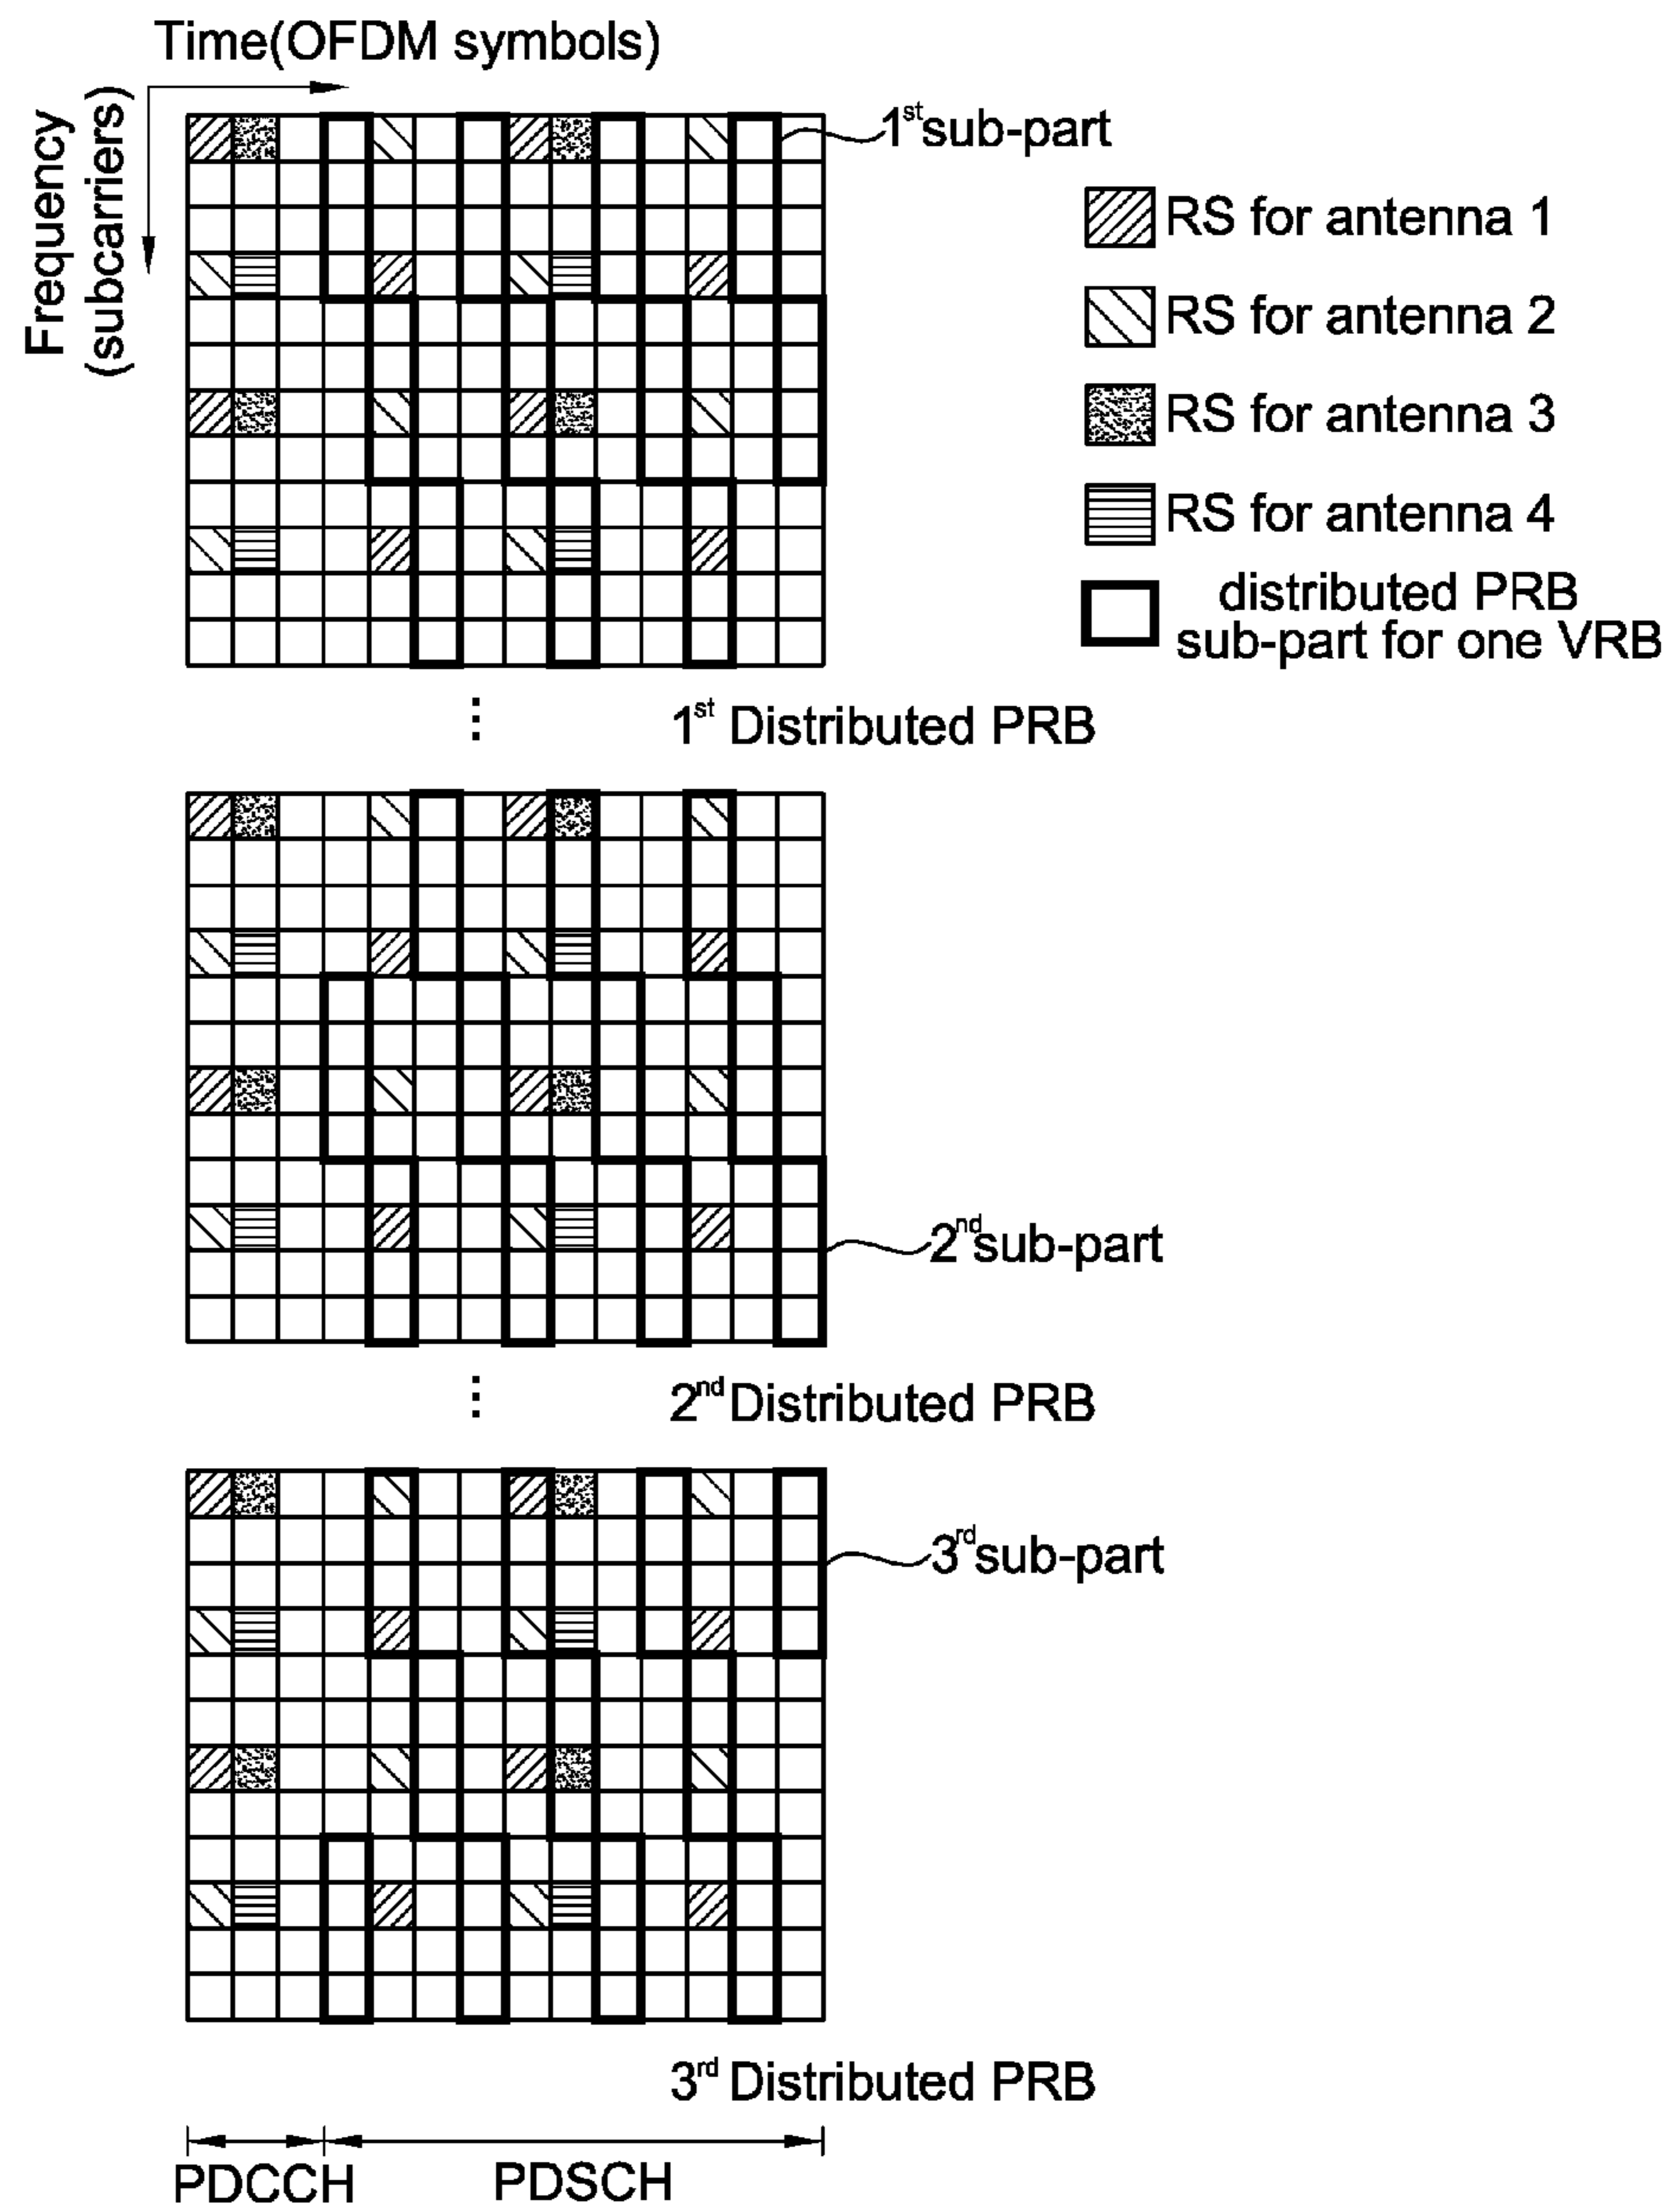 Time(OFDM symbols)
Frequency
(subcarriers)
1st sub-part
RS for antenna 1
RS for antenna 2
RS for antenna 3
RS for antenna 4
distributed PRB
sub-part for one VRB
1st Distributed PRB
2nd sub-part
2nd Distributed PRB
3rd sub-part
3rd Distributed PRB
PDCCH
PDSCH